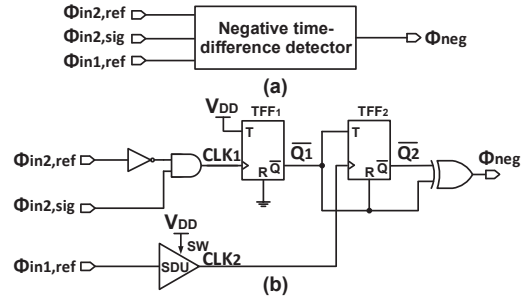 Φin2,ref
Φin2,sig
Φin1,ref
Negative time-
difference detector
Φneg
(a)
VDD
TFF1
T
Q
R
Q1
TFF2
T
Q
R
Q2
Φneg
Φin2,ref
CLK1
Φin2,sig
VDD
SW
Φin1,ref
SDU
CLK2
(b)